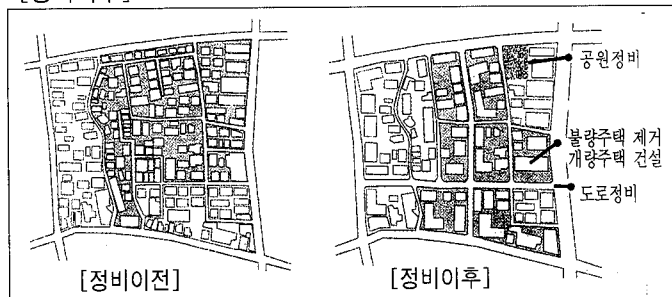 공원정비
불량주택 제거
개량주택 건설
도로정비
[정비이전]
[정비이후]